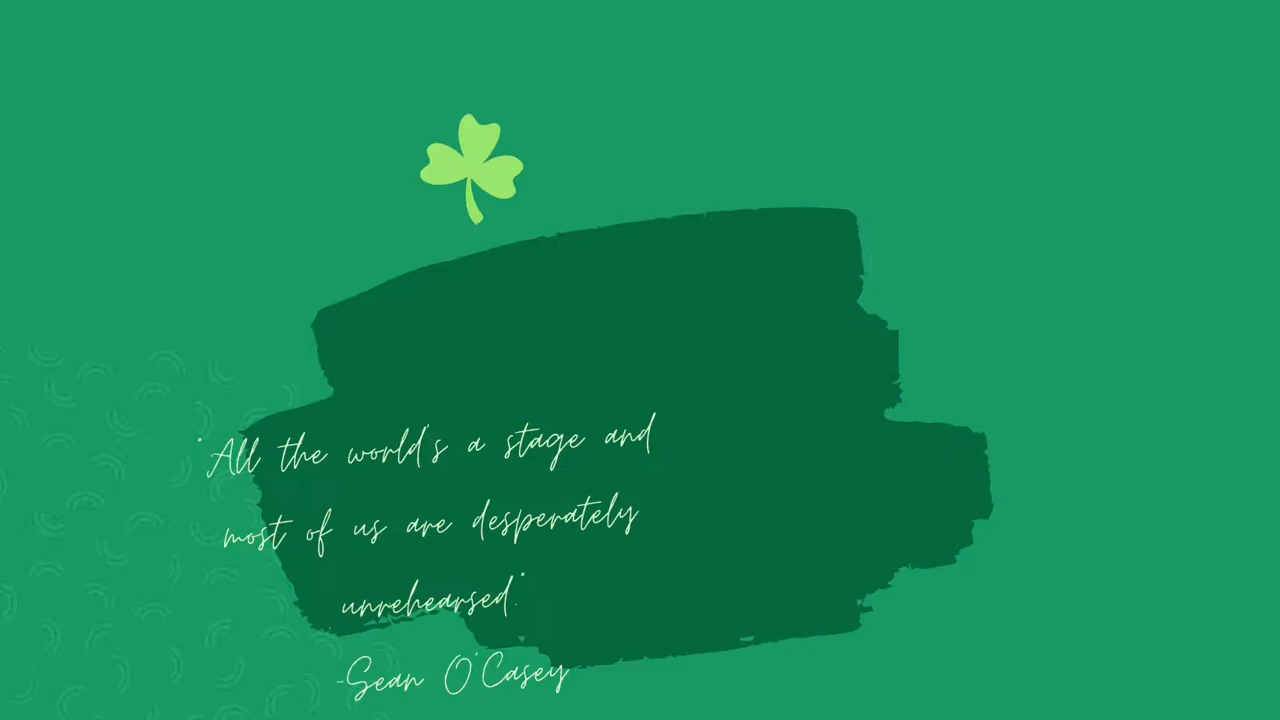 "All the world's a stage and
most of us are desperately
unrehearsed."
-Sean O'Casey